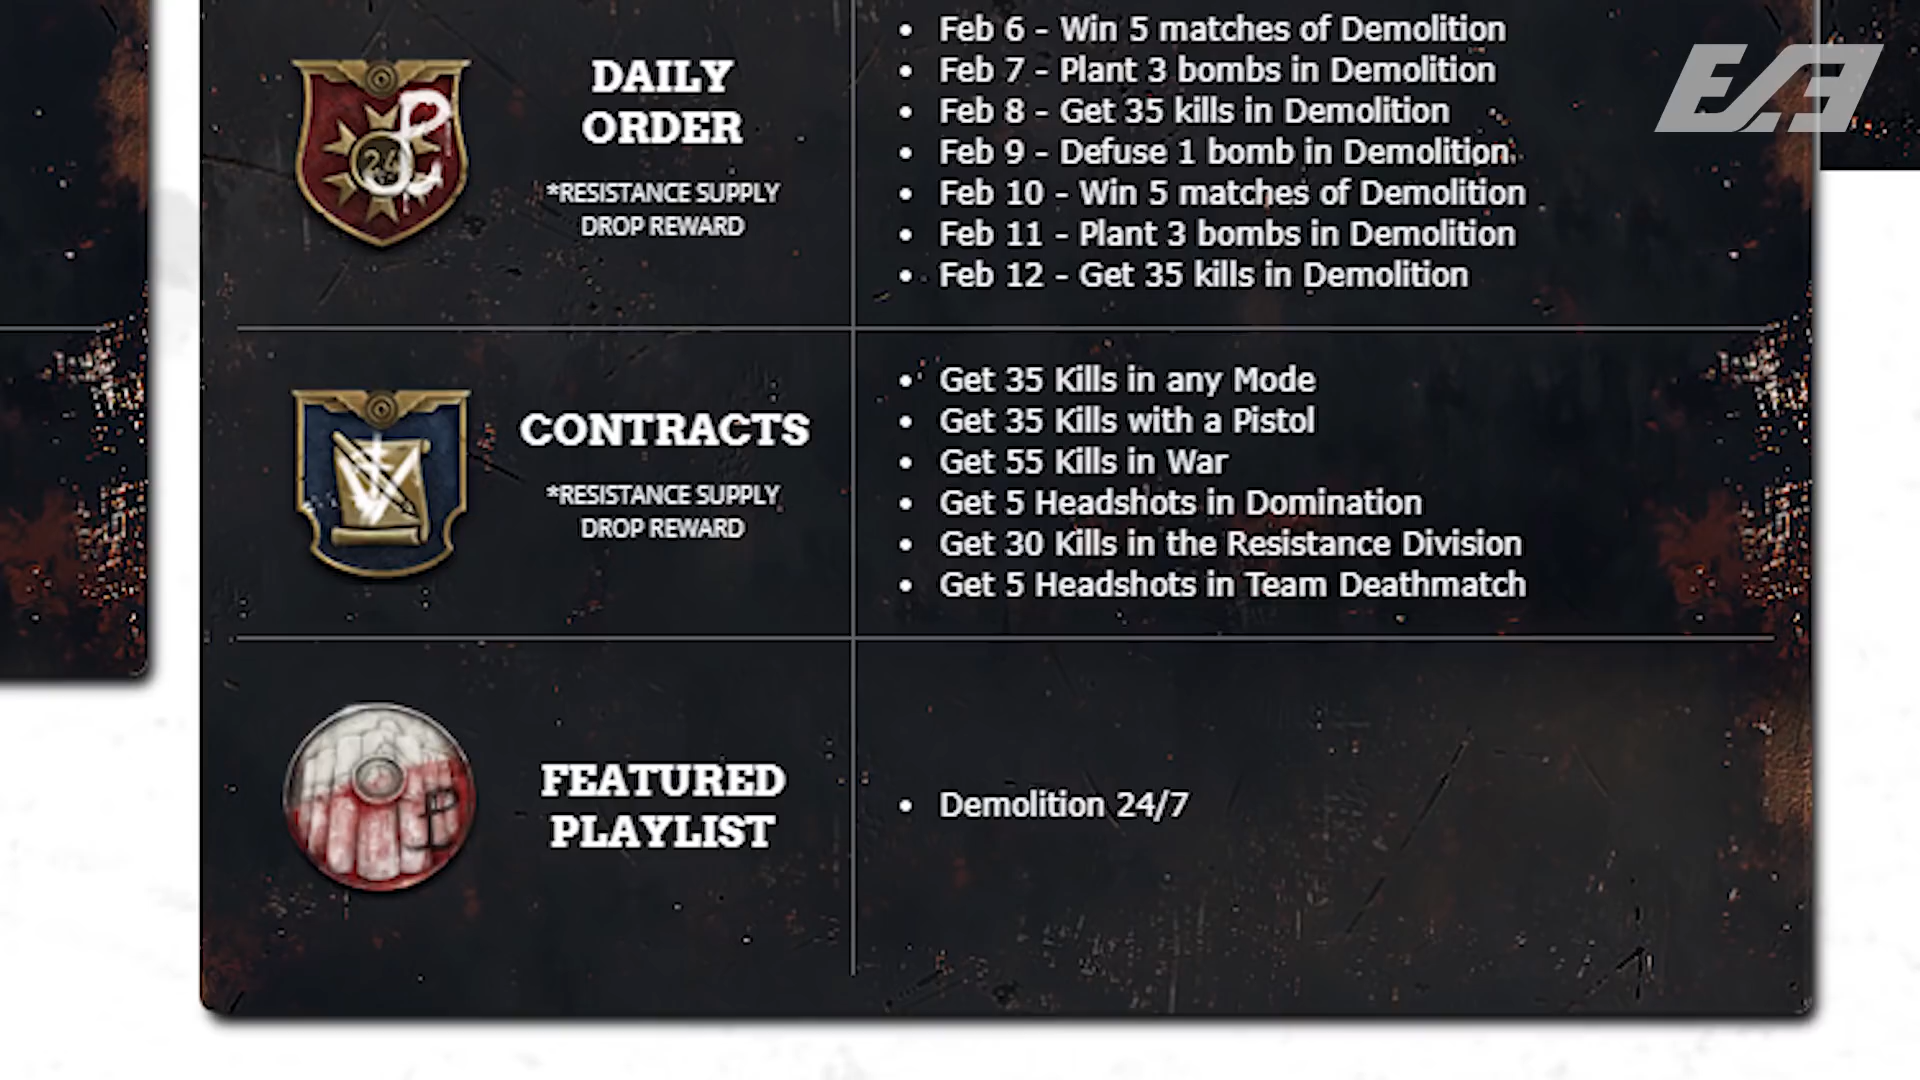 DAILY
ORDER
*RESISTANCE SUPPLY
DROP REWARD
• Feb 6 - Win 5 matches of Demolition
• Feb 7 - Plant 3 bombs in Demolition
• Feb 8 - Get 35 kills in Demolition
• Feb 9 - Defuse 1 bomb in Demolition
• Feb 10 - Win 5 matches of Demolition
• Feb 11 - Plant 3 bombs in Demolition
• Feb 12 - Get 35 kills in Demolition
CONTRACTS
*RESISTANCE SUPPLY
DROP REWARD
• Get 35 Kills in any Mode
• Get 35 Kills with a Pistol
• Get 55 Kills in War
• Get 5 Headshots in Domination
• Get 30 Kills in the Resistance Division
• Get 5 Headshots in Team Deathmatch
FEATURED
PLAYLIST
• Demolition 24/7